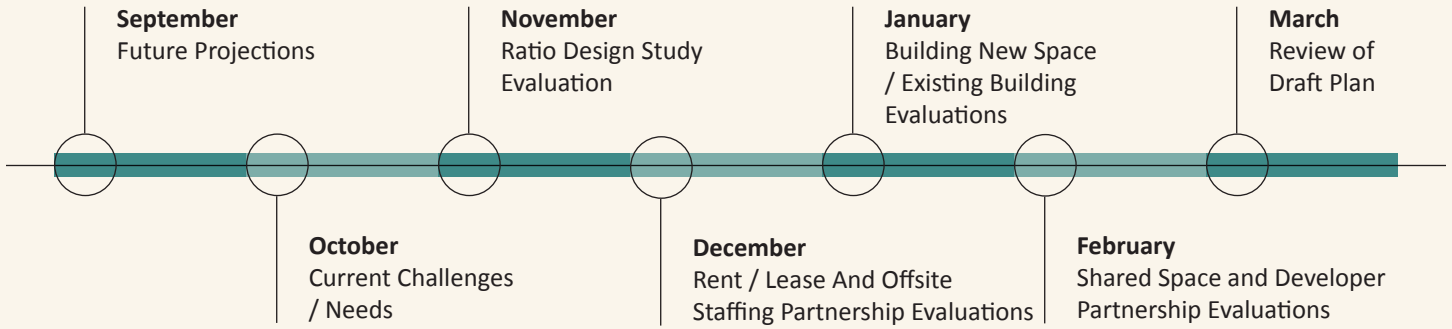 September
Future Projections
November
Ratio Design Study
Evaluation
January
Building New Space
/ Existing Building
Evaluations
March
Review of
Draft Plan
October
Current Challenges
/ Needs
December
Rent / Lease And Offsite
Staffing Partnership Evaluations
February
Shared Space and Developer
Partnership Evaluations